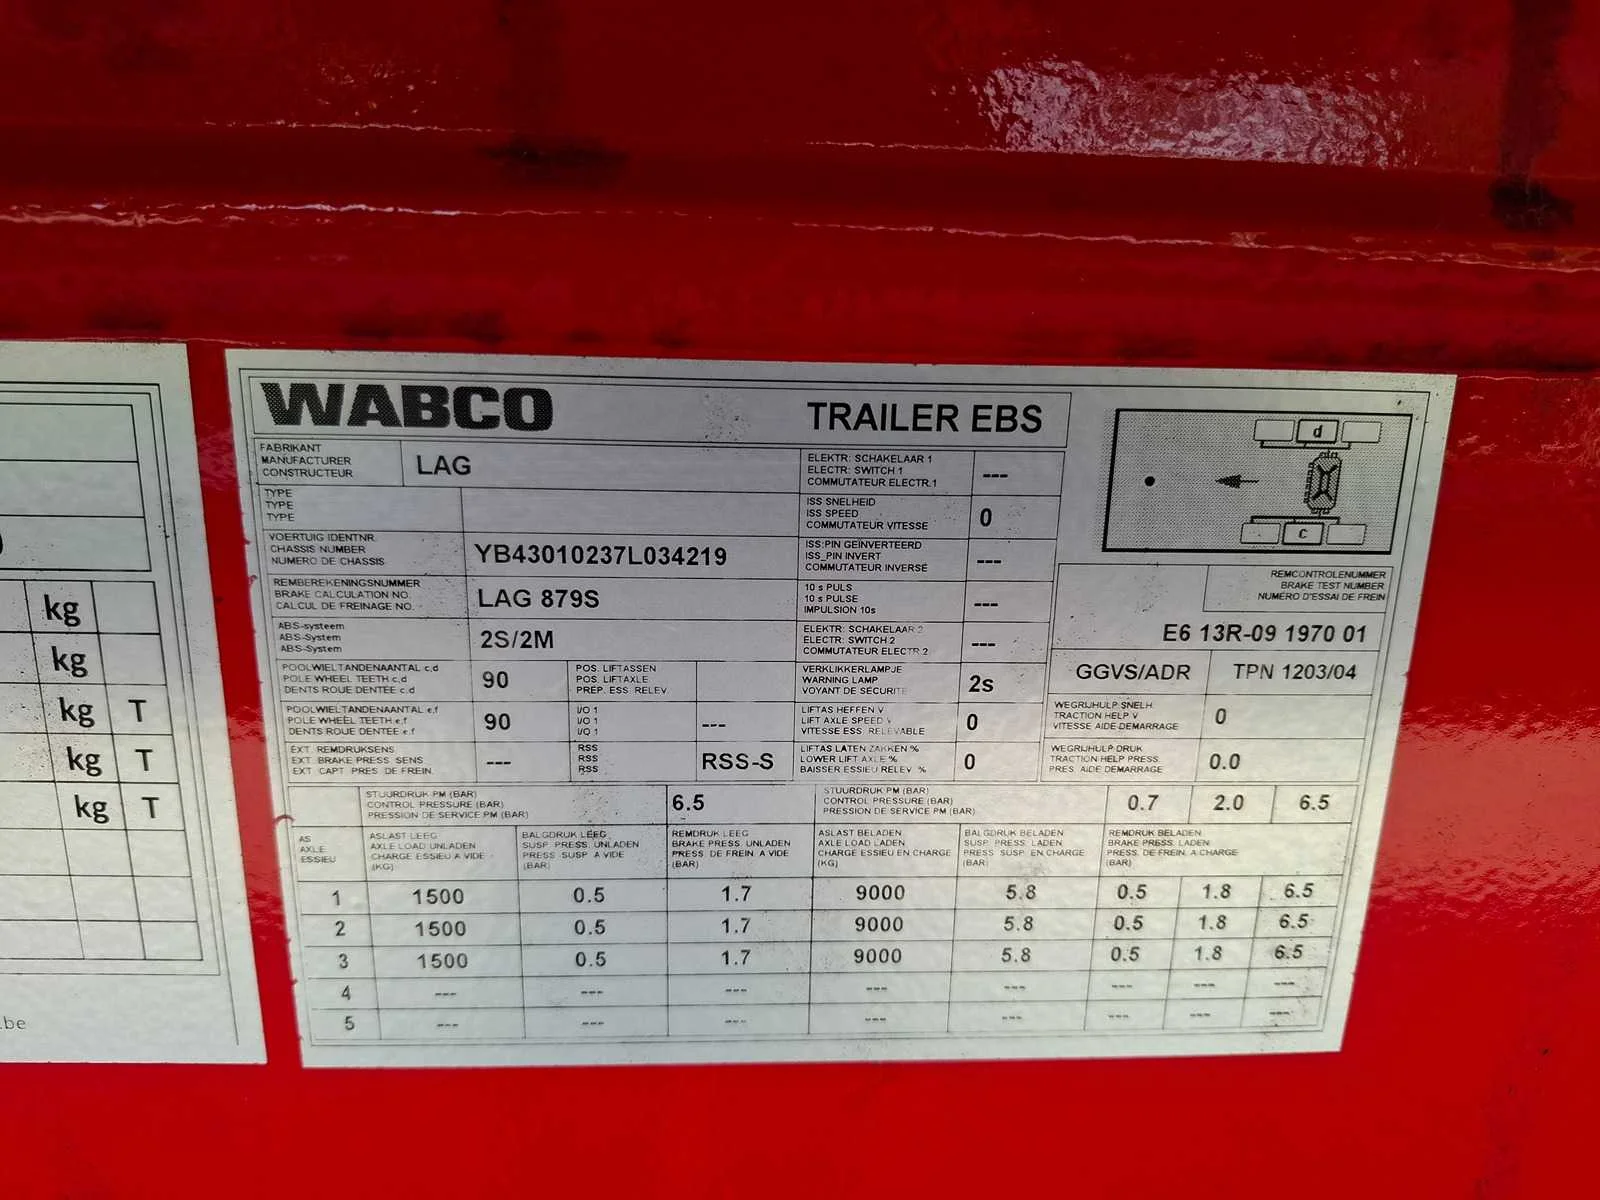 )
kg
kg
kg T
kg T
kg T
.be
WABCO TRAILER EBS
FABRIKANT
MANUFACTURER
CONSTRUCTEUR
LAG
TYPE
TYPE
TYPE
VOERTUIG IDENTNR.
CHASSIS NUMBER
NUMERO DE CHASSIS
YB43010237L034219
REMBEREKENINGSNUMMER
BRAKE CALCULATION NO.
CALCUL DE FREINAGE NO.
LAG 879S
ABS-systeem
ABS-System
ABS-System
2S/2M
POOLWIELTANDENAANTAL c,d
POLE WHEEL TEETH c,d
DENTS ROUE DENTEE c.d
90
POS. LIFTASSEN
POS. LIFTAXLE
PREP. ESS. RELEV.
POOLWIELTANDENAANTAL e.f
POLE WHEEL TEETH e.f
DENTS ROUE DENTEE e.f
90
I/O 1
I/O 1
I/O 1
---
EXT. REMDRUKSENS
EXT. BRAKE PRESS SENS
EXT. CAPT PRES DE FREIN.
---
RSS
RSS
RSS
RSS-S
ELEKTR: SCHAKELAAR 1
ELECTR: SWITCH 1
COMMUTATEUR ELECTR.1
---
ISS SNELHEID
ISS SPEED
COMMUTATEUR VITESSE
0
ISS:PIN GEÏNVERTEERD
ISS_PIN INVERT
COMMUTATEUR INVERSÉ
---
10 s PULS
10 s PULSE
IMPULSION 10s
---
ELEKTR: SCHAKELAAR 2
ELECTR: SWITCH 2
COMMUTATEUR ELECTR 2
---
VERKLIKKERLAMPJE
WARNING LAMP
VOYANT DE SÉCURITÉ
2s
LIFTAS HEFFEN V
LIFT AXLE SPEED V
VITESSE ESS. RELEVABLE
0
LIFTAS LATEN ZAKKEN %
LOWER LIFT AXLE %
BAISSER ESSIEU RELEV. %
0
d
c
REMCONTROLENUMMER
BRAKE TEST NUMBER
NUMÉRO D'ESSAI DE FREIN
E6 13R-09 1970 01
GGVS/ADR TPN 1203/04
WEGRIJHULP SNELH.
TRACTION HELP V
VITESSE AIDE-DEMARRAGE
0
WEGRIJHULP DRUK
TRACTION HELP PRESS.
PRES. AIDE DEMARRAGE
0.0
STUURDRUK PM (BAR)
CONTROL PRESSURE (BAR)
PRESSION DE SERVICE PM (BAR)
6.5
STUURDRUK PM (BAR)
CONTROL PRESSURE (BAR)
PRESSION DE SERVICE PM (BAR)
0.7 2.0 6.5
AS
AXLE
ESSIEU
ASLAST LEEG
AXLE LOAD UNLADEN
CHARGE ESSIEU A VIDE
(KG)
BALGDRUK LEEG
SUSP. PRESS. UNLADEN
PRESS SUSP A VIDE
(BAR)
REMDRUK LEEG
BRAKE PRESS. UNLADEN
PRESS. DE FREIN A VIDE
(BAR)
ASLAST BELADEN
AXLE LOAD LADEN
CHARGE ESSIEU EN CHARGE
(KG)
BALGDRUK BELADEN
SUSP. PRESS. LADEN
PRESS. SUSP. EN CHARGE
(BAR)
REMDRUK BELADEN
BRAKE PRESS. LADEN
PRESS. DE FREIN. A CHARGE
(BAR)
1 1500 0.5 1.7 9000 5.8 0.5 1.8 6.5
2 1500 0.5 1.7 9000 5.8 0.5 1.8 6.5
3 1500 0.5 1.7 9000 5.8 0.5 1.8 6.5
4 --- --- --- --- --- --- --- ---
5 --- --- --- --- --- --- --- ---